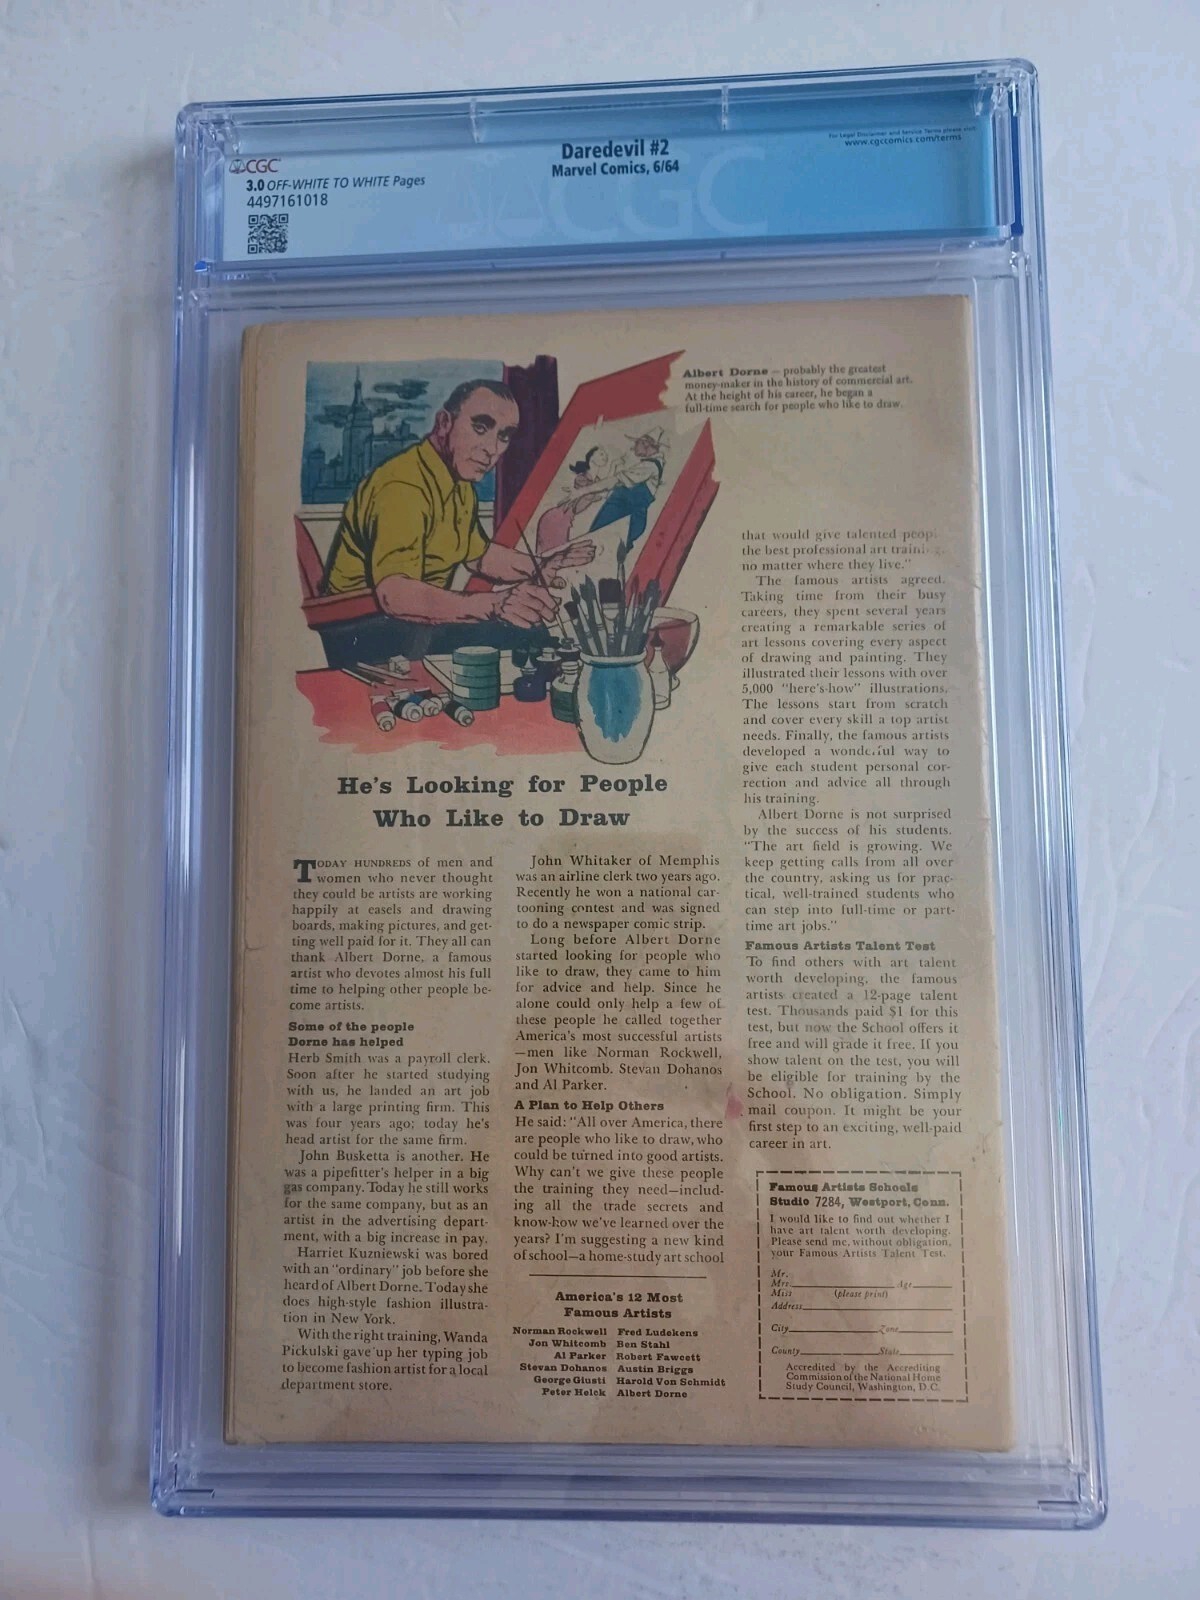 CGC
3.0 OFF-WHITE TO WHITE Pages
4497161018
Daredevil #2
Marvel Comics, 6/64
For Legal Disclaimer and Service Terms please visit
www.cgccomics.com/terms
CGC
Albert Dorne – probably the greatest
money-maker in the history of commercial art.
At the height of his career, he began a
full-time search for people who like to draw.
He's Looking for People
Who Like to Draw
TODAY HUNDREDS of men and
women who never thought
they could be artists are working
happily at easels and drawing
boards, making pictures, and get-
ting well paid for it. They all can
thank Albert Dorne, a famous
artist who devotes almost his full
time to helping other people be-
come artists.
Some of the people
Dorne has helped
Herb Smith was a payroll clerk.
Soon after he started studying
with us, he landed an art job
with a large printing firm. This
was four years ago; today he's
head artist for the same firm.
John Busketta is another. He
was a pipefitter's helper in a big
gas company. Today he still works
for the same company, but as an
artist in the advertising depart-
ment, with a big increase in pay.
Harriet Kuzniewski was bored
with an "ordinary" job before she
heard of Albert Dorne. Today she
does high-style fashion illustra-
tion in New York.
With the right training, Wanda
Pickulski gave up her typing job
to become fashion artist for a local
department store.
John Whitaker of Memphis
was an airline clerk two years ago.
Recently he won a national car-
tooning contest and was signed
to do a newspaper comic strip.
Long before Albert Dorne
started looking for people who
like to draw, they came to him
for advice and help. Since he
alone could only help a few of
these people he called together
America's most successful artists
—men like Norman Rockwell,
Jon Whitcomb, Stevan Dohanos
and Al Parker.
A Plan to Help Others
He said: "All over America, there
are people who like to draw, who
could be turned into good artists.
Why can't we give these people
the training they need—includ-
ing all the trade secrets and
know-how we've learned over the
years? I'm suggesting a new kind
of school—a home-study art school
America's 12 Most
Famous Artists
Norman Rockwell Fred Ludekens
Jon Whitcomb Ben Stahl
Al Parker Robert Fawcett
Stevan Dohanos Austin Briggs
George Giusti Harold Von Schmidt
Peter Helck Albert Dorne
that would give talented peopl
the best professional art training,
no matter where they live."
The famous artists agreed.
Taking time from their busy
careers, they spent several years
creating a remarkable series of
art lessons covering every aspect
of drawing and painting. They
illustrated their lessons with over
5,000 "here's-how" illustrations.
The lessons start from scratch
and cover every skill a top artist
needs. Finally, the famous artists
developed a wonderful way to
give each student personal cor-
rection and advice all through
his training.
Albert Dorne is not surprised
by the success of his students.
"The art field is growing. We
keep getting calls from all over
the country, asking us for prac-
tical, well-trained students who
can step into full-time or part-
time art jobs."
Famous Artists Talent Test
To find others with art talent
worth developing, the famous
artists created a 12-page talent
test. Thousands paid $1 for this
test, but now the School offers it
free and will grade it free. If you
show talent on the test, you will
be eligible for training by the
School. No obligation. Simply
mail coupon. It might be your
first step to an exciting, well-paid
career in art.
Famous Artists Schools
Studio 7284, Westport, Conn.
I would like to find out whether I
have art talent worth developing.
Please send me, without obligation,
your Famous Artists Talent Test.
Mr.
Mrs. Age
Miss (please print)
Address
City Zone
County State
Accredited by the Accrediting
Commission of the National Home
Study Council, Washington, D.C.